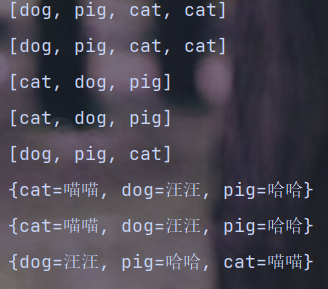 [dog, pig, cat, cat]
[dog, pig, cat, cat]
[cat, dog, pig]
[cat, dog, pig]
[dog, pig, cat]
{cat=喵喵, dog=汪汪, pig=哈哈}
{cat=喵喵, dog=汪汪, pig=哈哈}
{dog=汪汪, pig=哈哈, cat=喵喵}